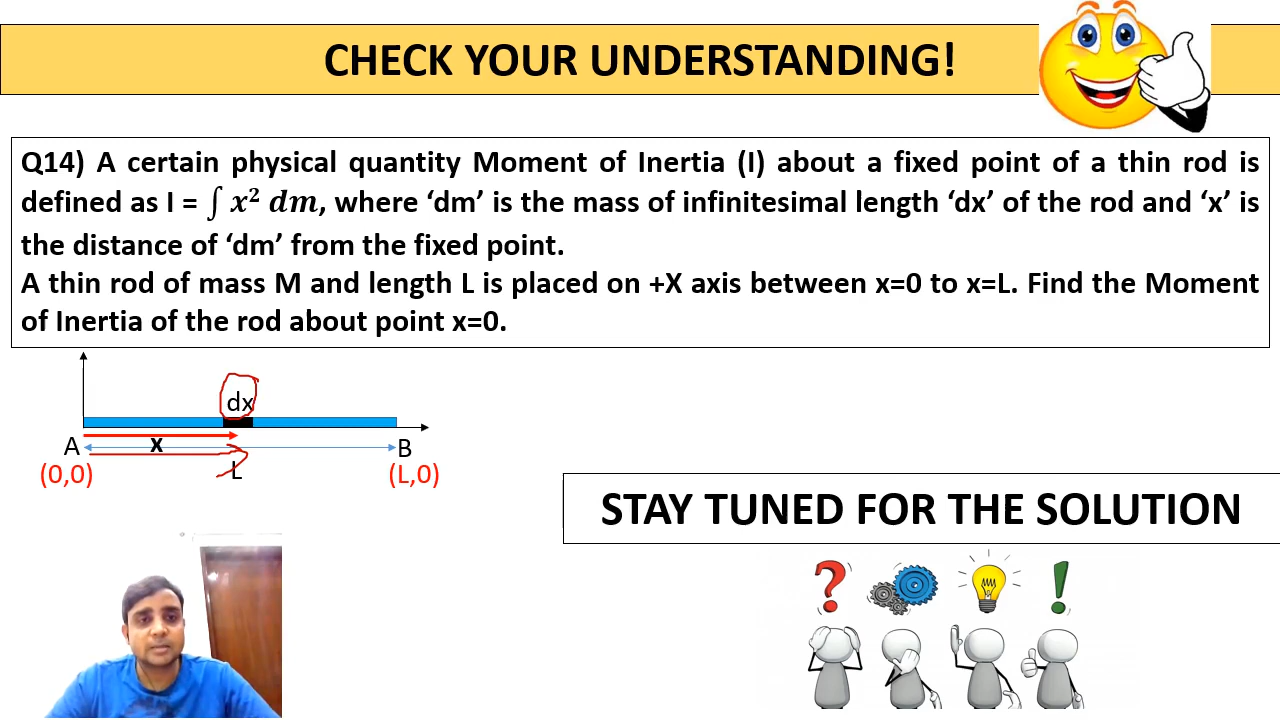 CHECK YOUR UNDERSTANDING!
Q14) A certain physical quantity Moment of Inertia (I) about a fixed point of a thin rod is
defined as I = ∫ x² dm, where ‘dm’ is the mass of infinitesimal length ‘dx’ of the rod and ‘x’ is
the distance of ‘dm’ from the fixed point.
A thin rod of mass M and length L is placed on +X axis between x=0 to x=L. Find the Moment
of Inertia of the rod about point x=0.
dx
A x B
(0,0) L (L,0)
STAY TUNED FOR THE SOLUTION
? !